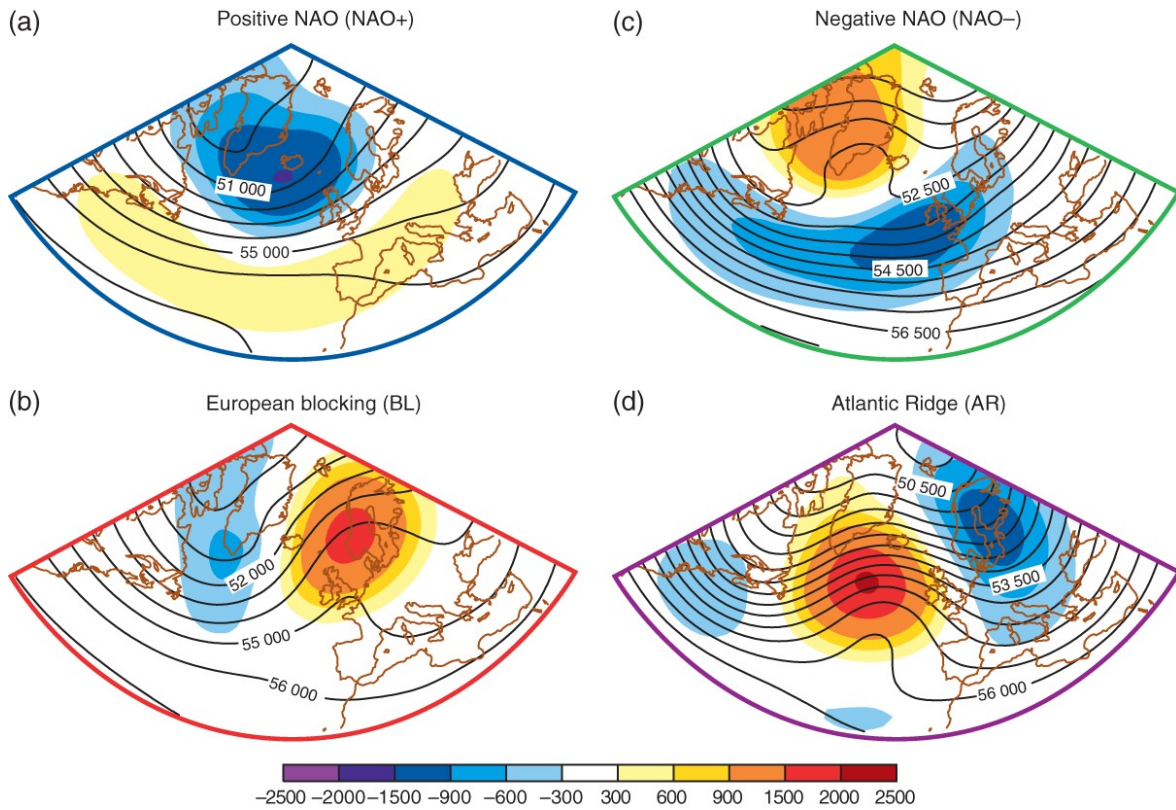 (a)
Positive NAO (NAO+)
51 000
55 000
(c)
Negative NAO (NAO–)
52 500
54 500
56 500
(b)
European blocking (BL)
52 000
55 000
56 000
(d)
Atlantic Ridge (AR)
50 500
53 500
56 000
–2500 –2000 –1500 –900 –600 –300 300 600 900 1500 2000 2500